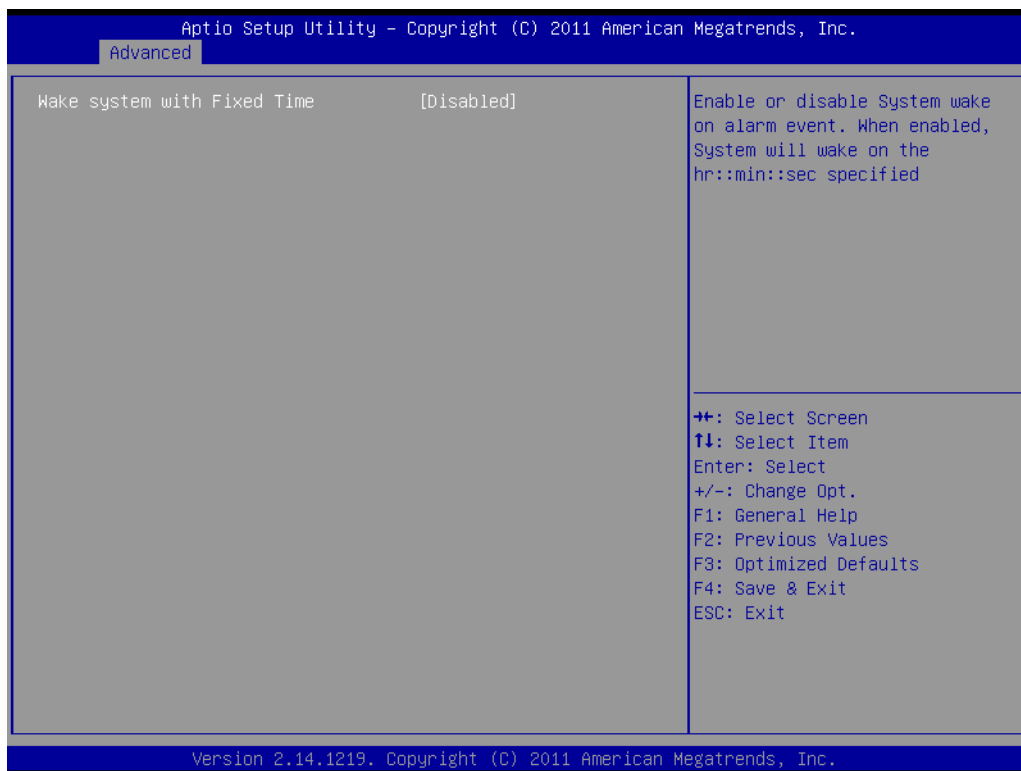 Aptio Setup Utility – Copyright (C) 2011 American Megatrends, Inc.
Advanced
Wake system with Fixed Time [Disabled]
Enable or disable System wake
on alarm event. When enabled,
System will wake on the
hr::min::sec specified
→←: Select Screen
↑↓: Select Item
Enter: Select
+/-: Change Opt.
F1: General Help
F2: Previous Values
F3: Optimized Defaults
F4: Save & Exit
ESC: Exit
Version 2.14.1219. Copyright (C) 2011 American Megatrends, Inc.